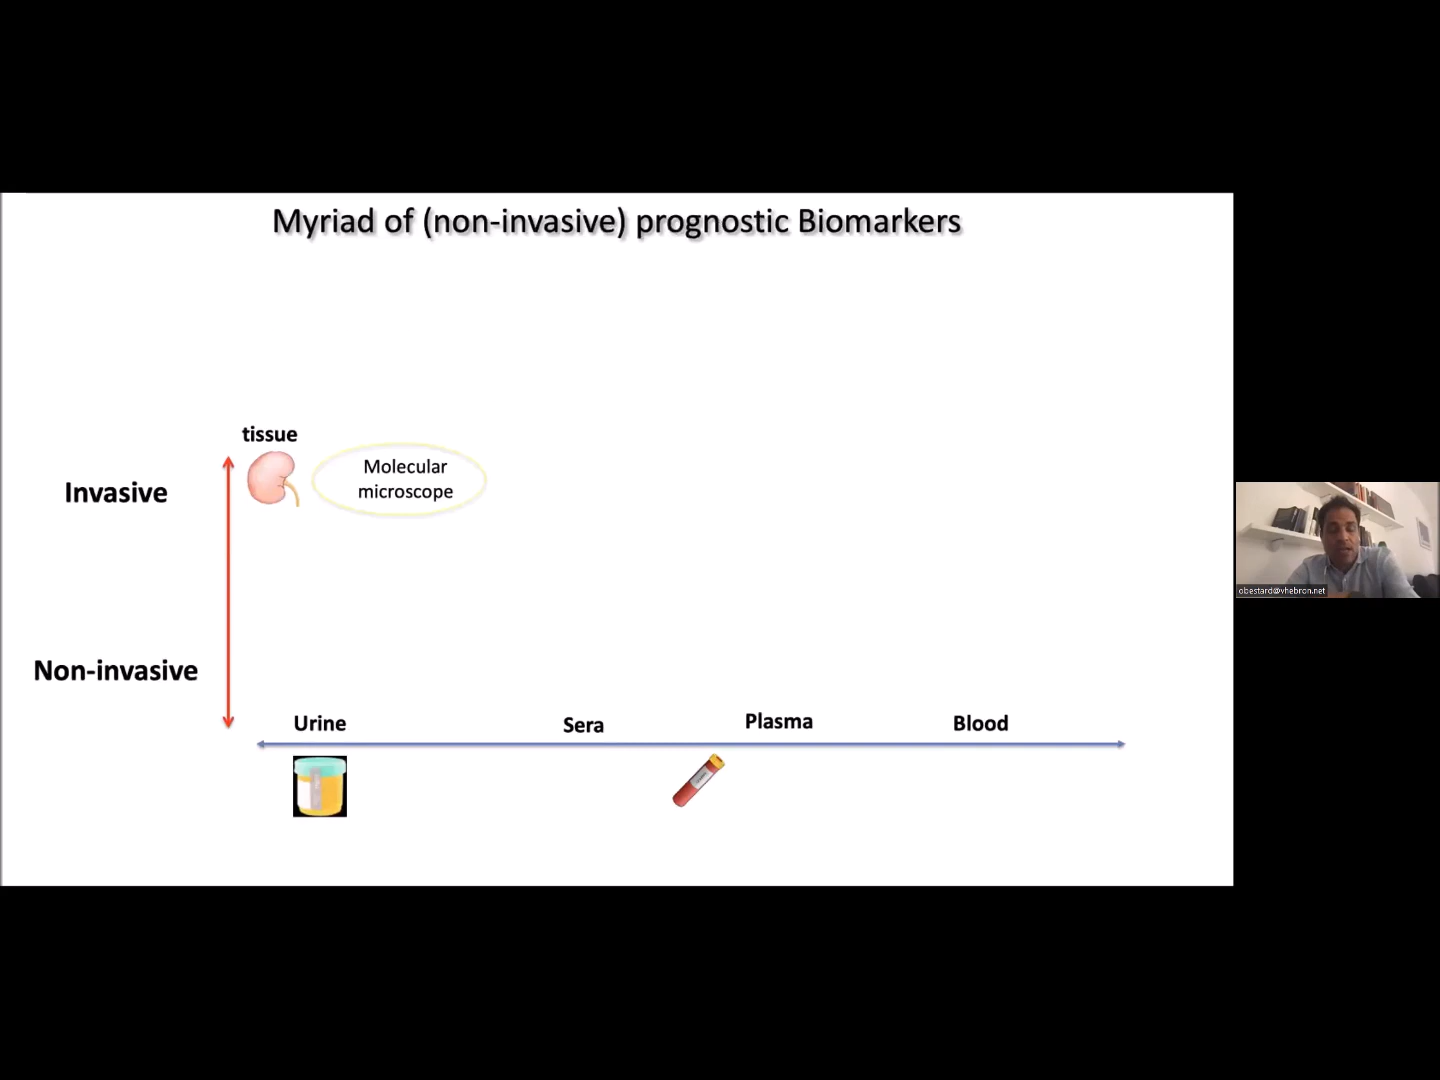 Myriad of (non-invasive) prognostic Biomarkers
tissue
Molecular
microscope
Invasive
Non-invasive
Urine
Sera
Plasma
Blood
obestard@vhebron.net